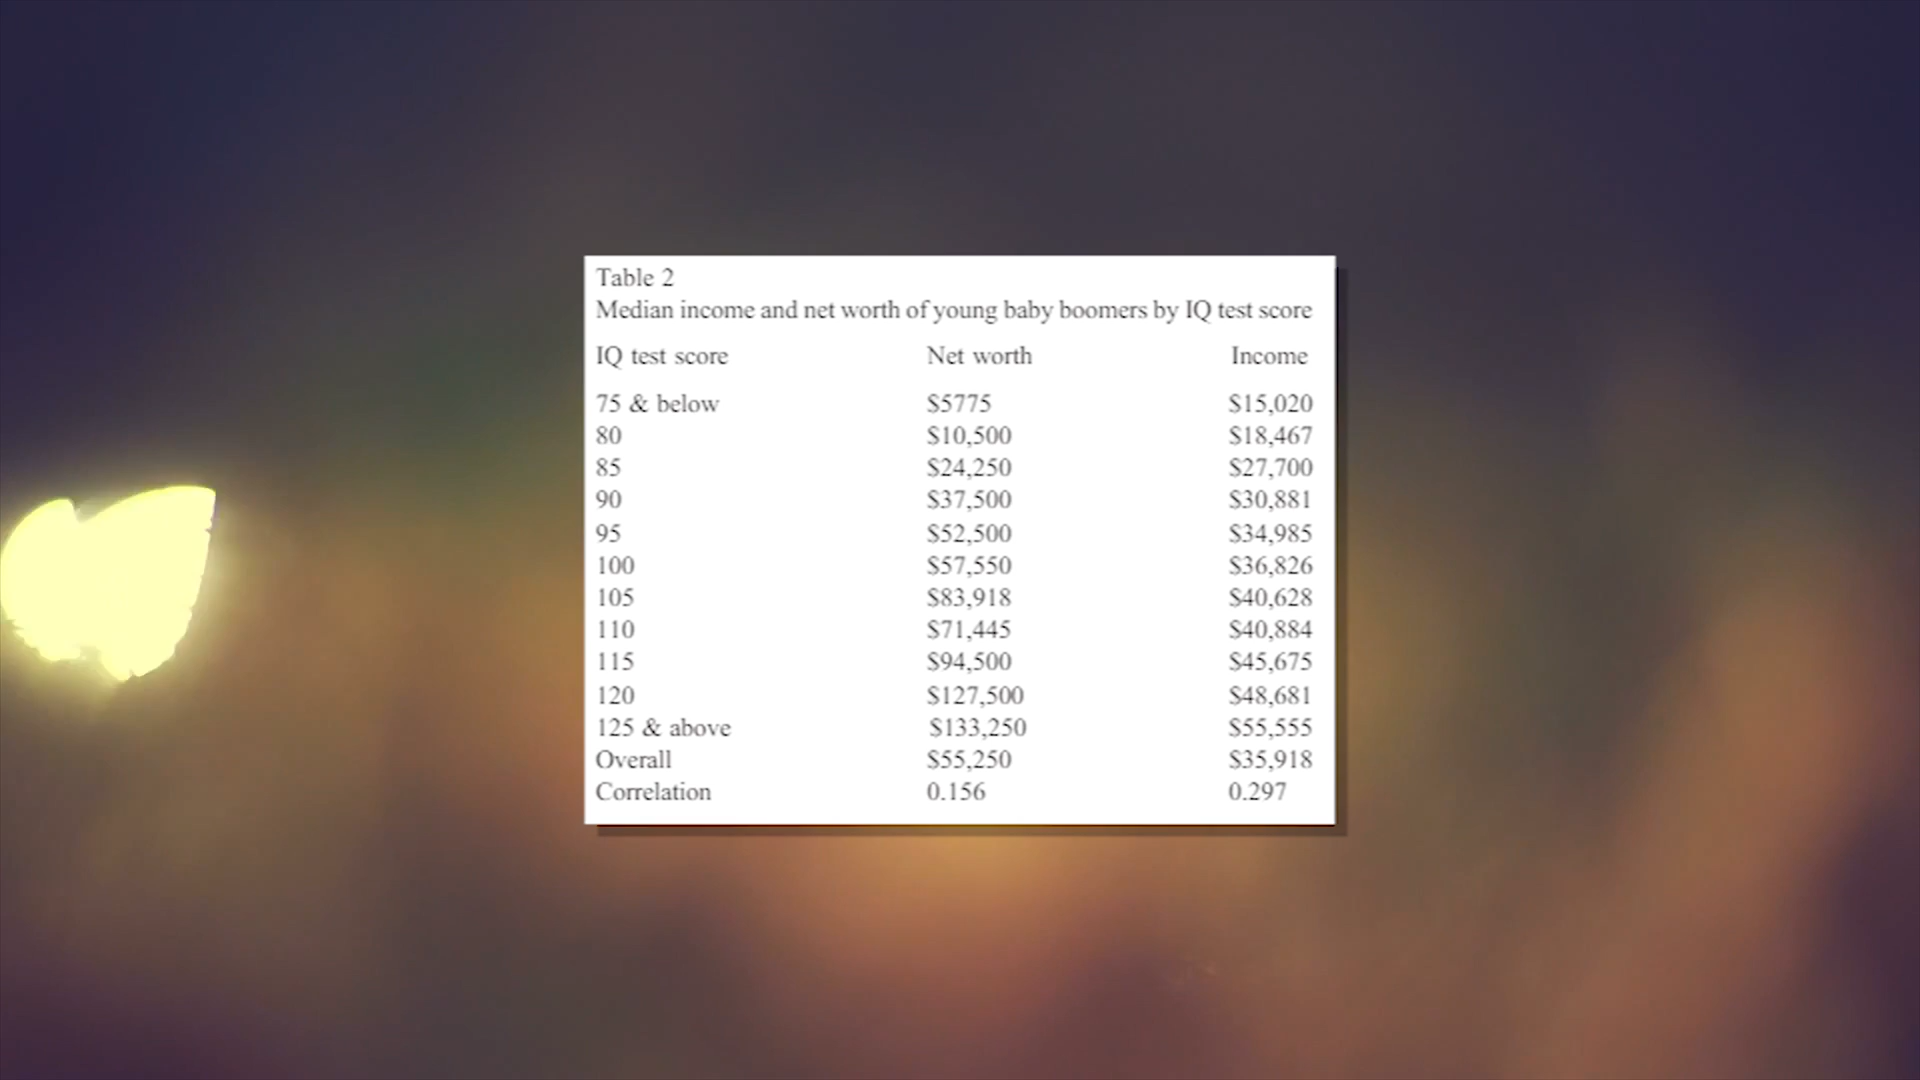 Table 2
Median income and net worth of young baby boomers by IQ test score
IQ test score Net worth Income
75 & below $5775 $15,020
80 $10,500 $18,467
85 $24,250 $27,700
90 $37,500 $30,881
95 $52,500 $34,985
100 $57,550 $36,826
105 $83,918 $40,628
110 $71,445 $40,884
115 $94,500 $45,675
120 $127,500 $48,681
125 & above $133,250 $55,555
Overall $55,250 $35,918
Correlation 0.156 0.297